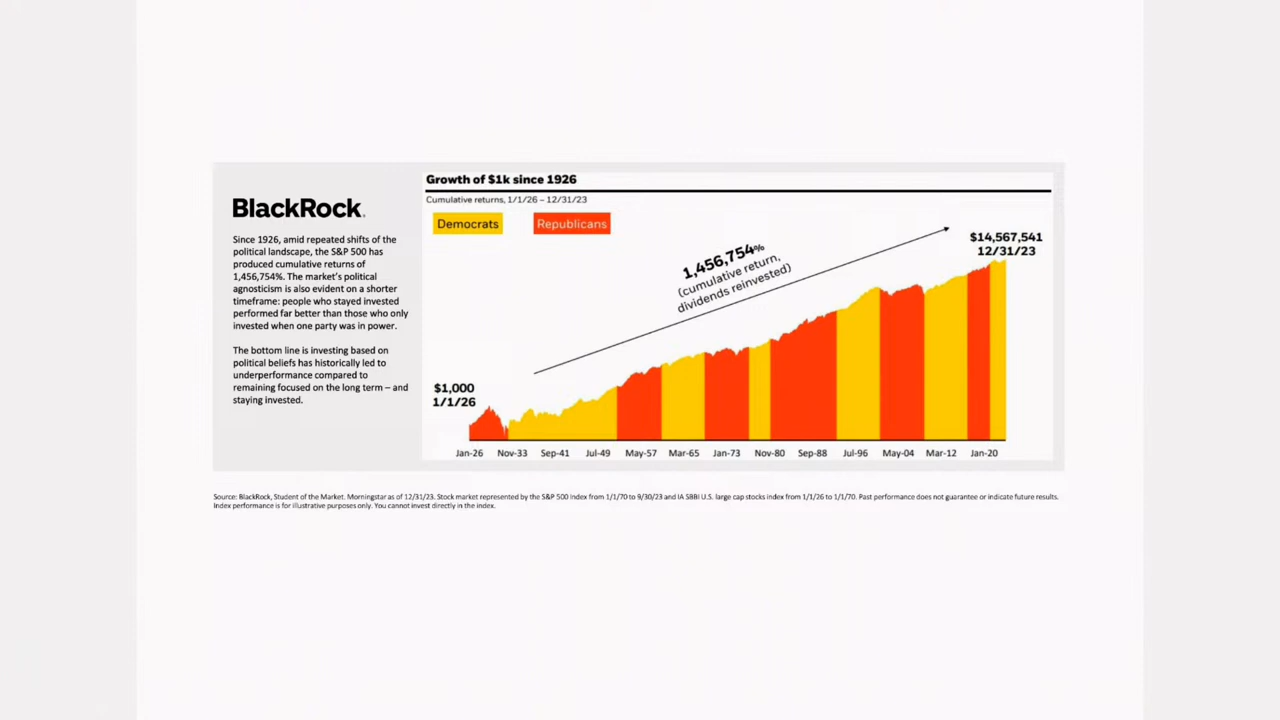 BlackRock.
Since 1926, amid repeated shifts of the
political landscape, the S&P 500 has
produced cumulative returns of
1,456,754%. The market's political
agnosticism is also evident on a shorter
timeframe: people who stayed invested
performed far better than those who only
invested when one party was in power.
The bottom line is investing based on
political beliefs has historically led to
underperformance compared to
remaining focused on the long term – and
staying invested.
Growth of $1k since 1926
Cumulative returns, 1/1/26 – 12/31/23
Democrats
Republicans
1,456,754%
(cumulative return,
dividends reinvested)
$14,567,541
12/31/23
$1,000
1/1/26
Jan-26 Nov-33 Sep-41 Jul-49 May-57 Mar-65 Jan-73 Nov-80 Sep-88 Jul-96 May-04 Mar-12 Jan-20
Source: BlackRock, Student of the Market. Morningstar as of 12/31/23. Stock market represented by the S&P 500 Index from 1/1/70 to 9/30/23 and IA SBBI U.S. large cap stocks index from 1/1/26 to 1/1/70. Past performance does not guarantee or indicate future results.
Index performance is for illustrative purposes only. You cannot invest directly in the index.